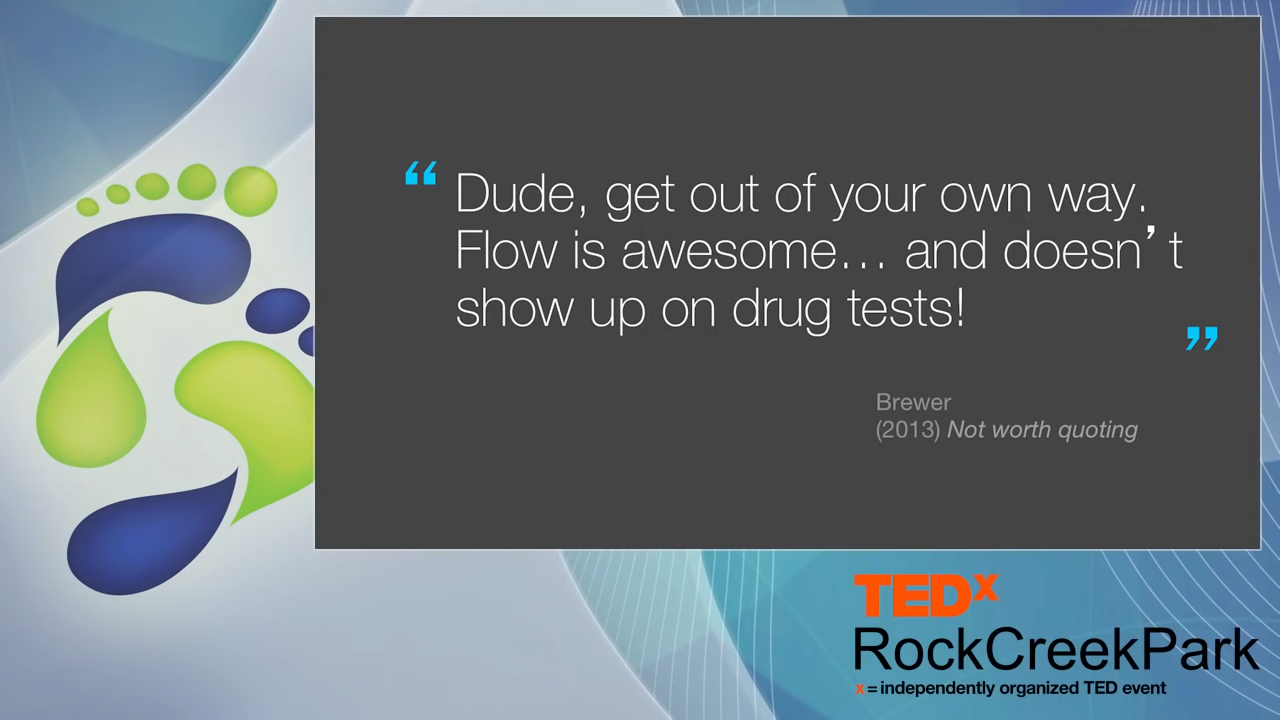 “ Dude, get out of your own way.
Flow is awesome… and doesn’t
show up on drug tests! ”
Brewer
(2013) Not worth quoting
TEDx
RockCreekPark
x = independently organized TED event